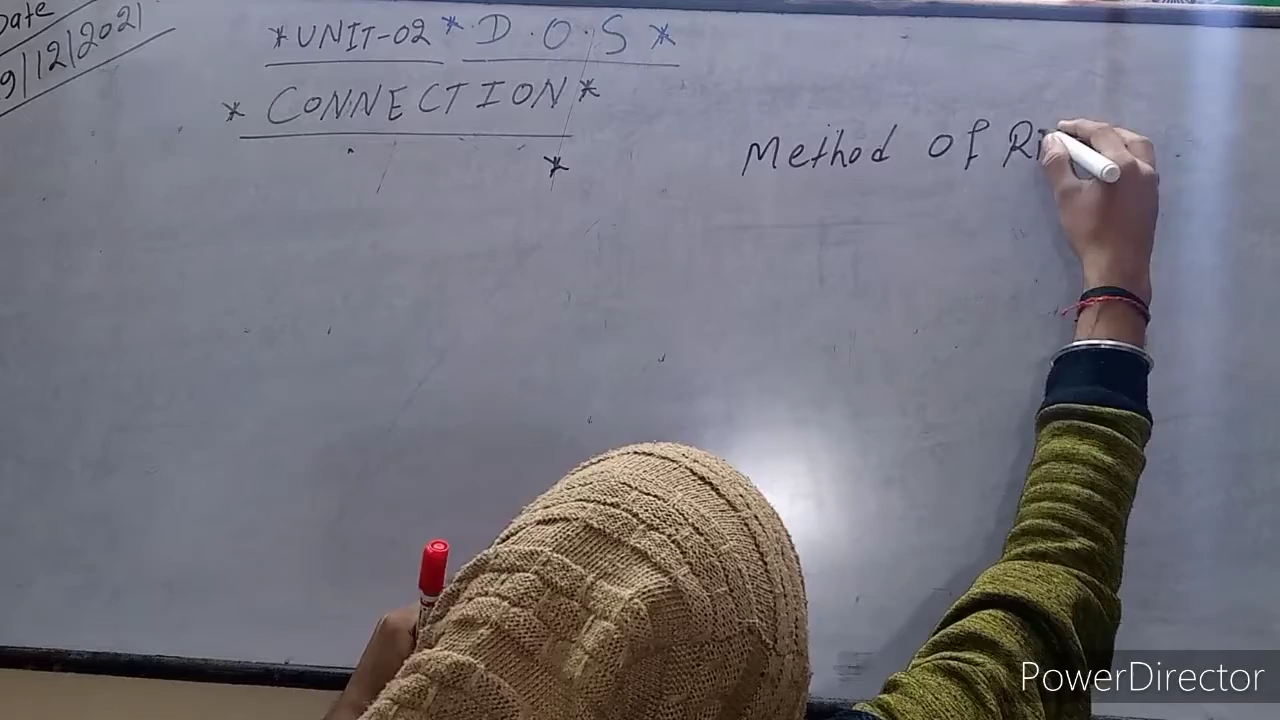 Date
9/12/2021
*UNIT-02 * D.O.S *
* CONNECTION *
*
Method Of
PowerDirector